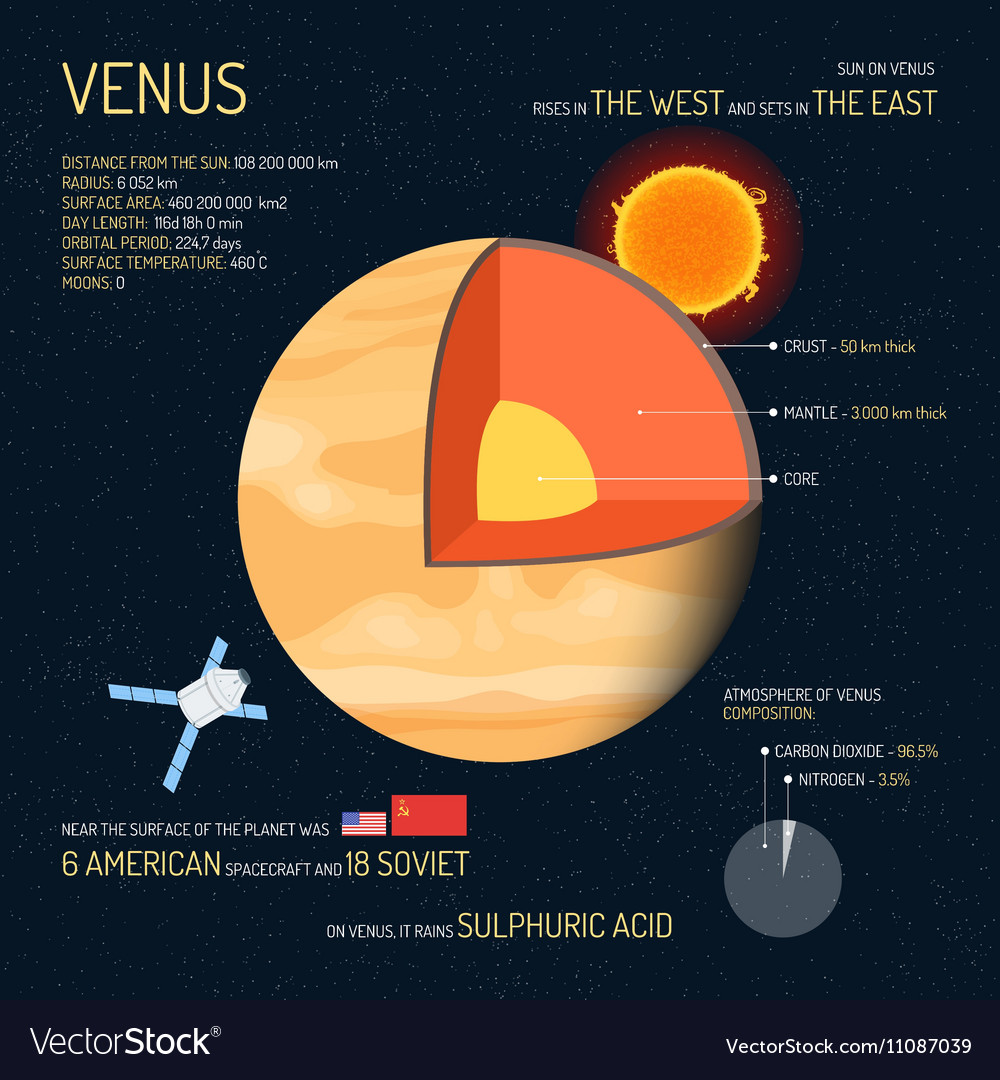 VENUS
SUN ON VENUS
RISES IN THE WEST AND SETS IN THE EAST
DISTANCE FROM THE SUN: 108 200 000 km
RADIUS: 6 052 km
SURFACE AREA: 460 200 000 km2
DAY LENGTH: 116d 18h 0 min
ORBITAL PERIOD: 224,7 days
SURFACE TEMPERATURE: 460 C
MOONS: 0
CRUST - 50 km thick
MANTLE - 3.000 km thick
CORE
ATMOSPHERE OF VENUS
COMPOSITION:
CARBON DIOXIDE - 96.5%
NITROGEN - 3.5%
NEAR THE SURFACE OF THE PLANET WAS
6 AMERICAN SPACECRAFT AND 18 SOVIET
ON VENUS, IT RAINS SULPHURIC ACID
VectorStock®
VectorStock.com/11087039